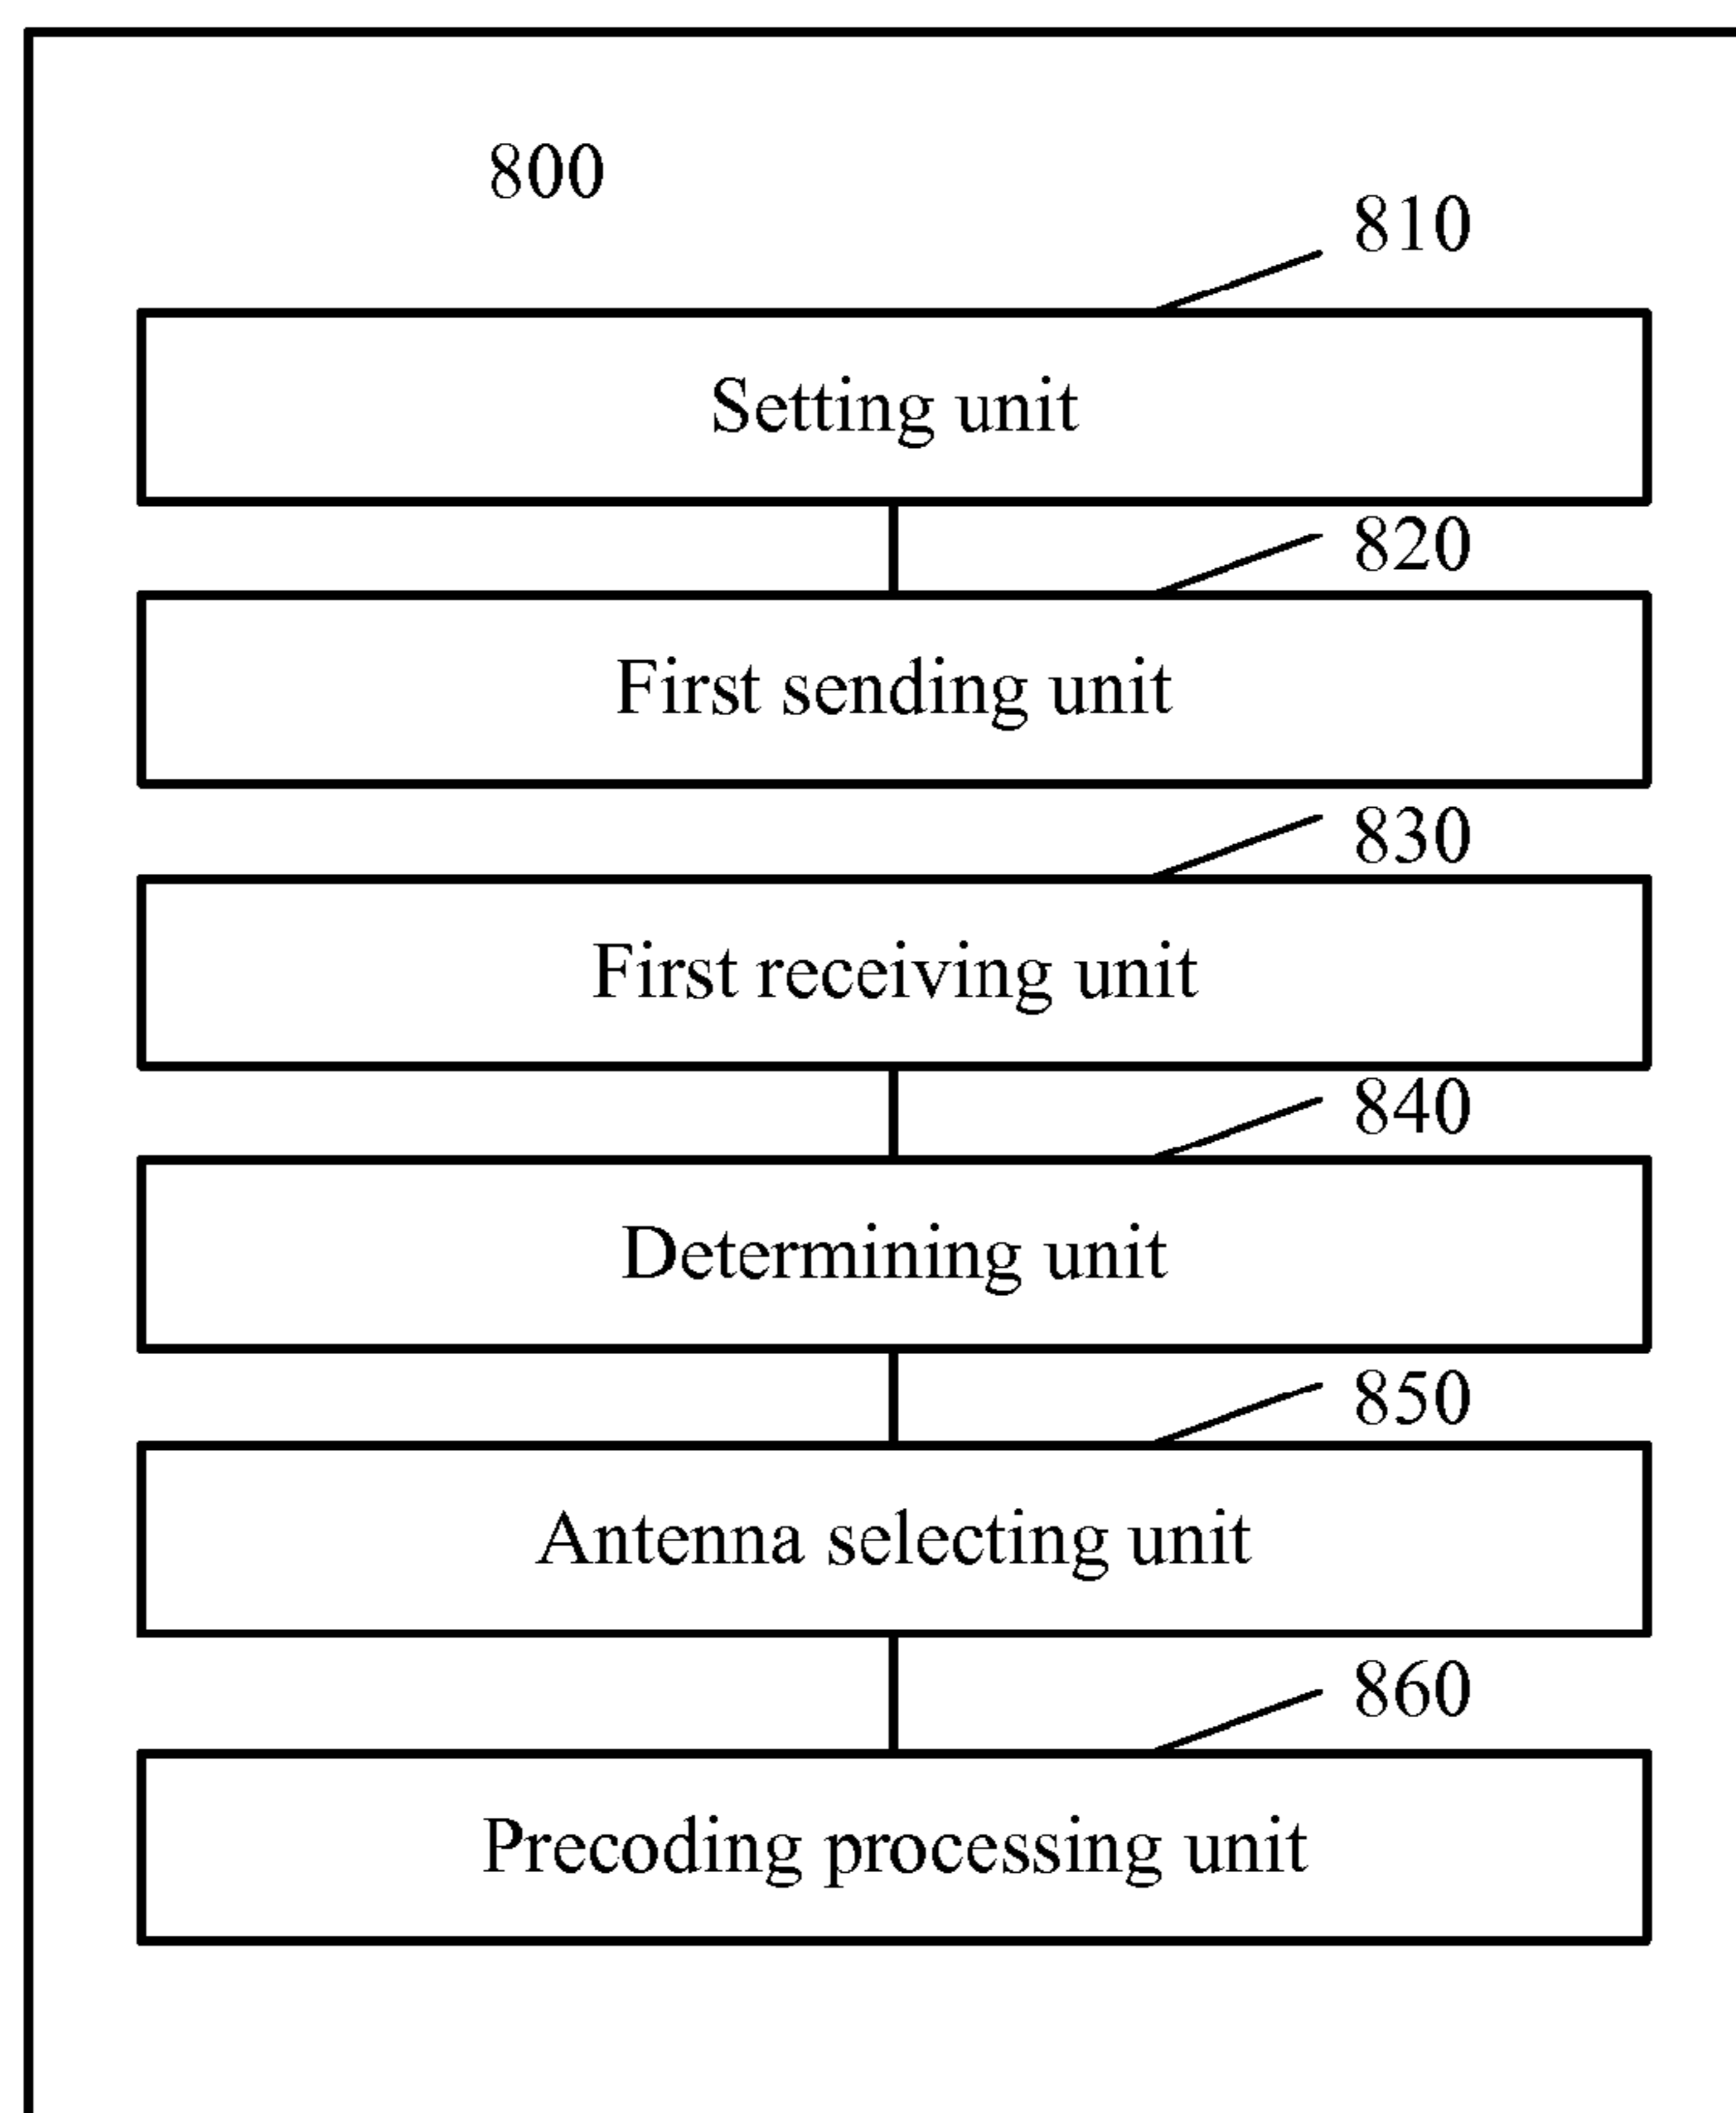 800
810
Setting unit
820
First sending unit
830
First receiving unit
840
Determining unit
850
Antenna selecting unit
860
Precoding processing unit